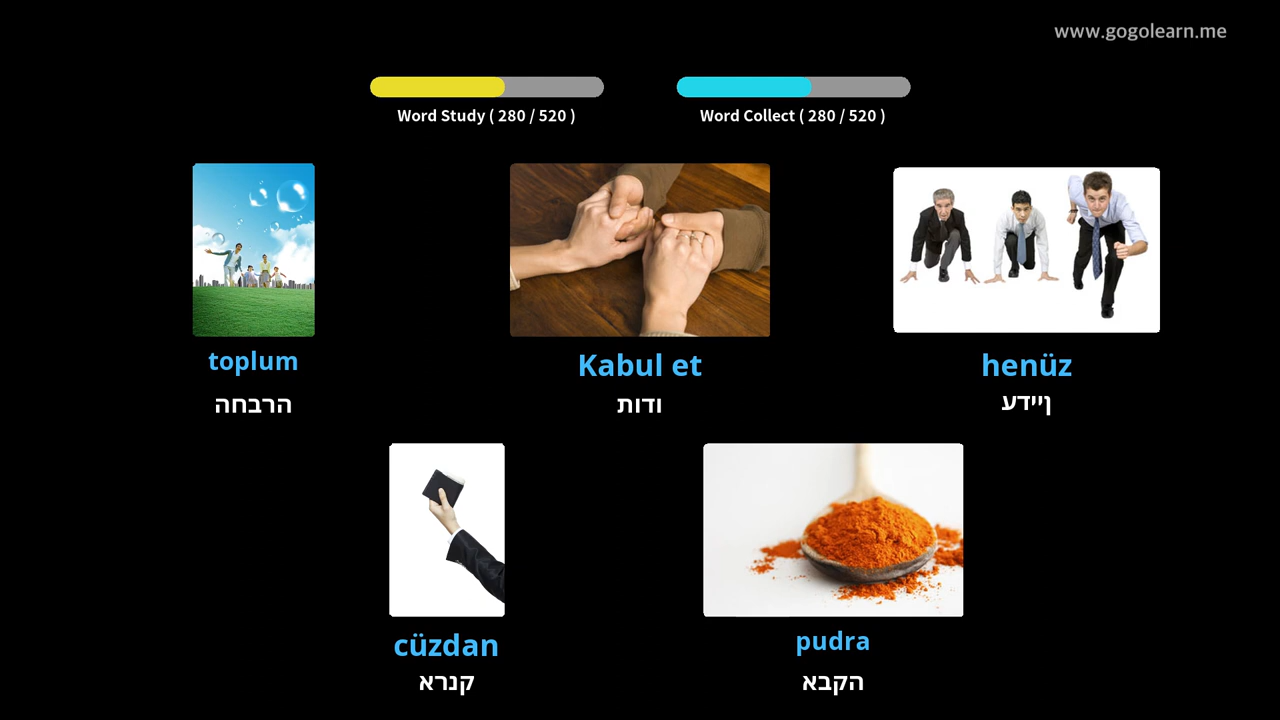 www.gogolearn.me
Word Study ( 280 / 520 )
Word Collect ( 280 / 520 )
toplum
הרבחה
Kabul et
ודות
henüz
ןיידע
cüzdan
קנרא
pudra
הקבא